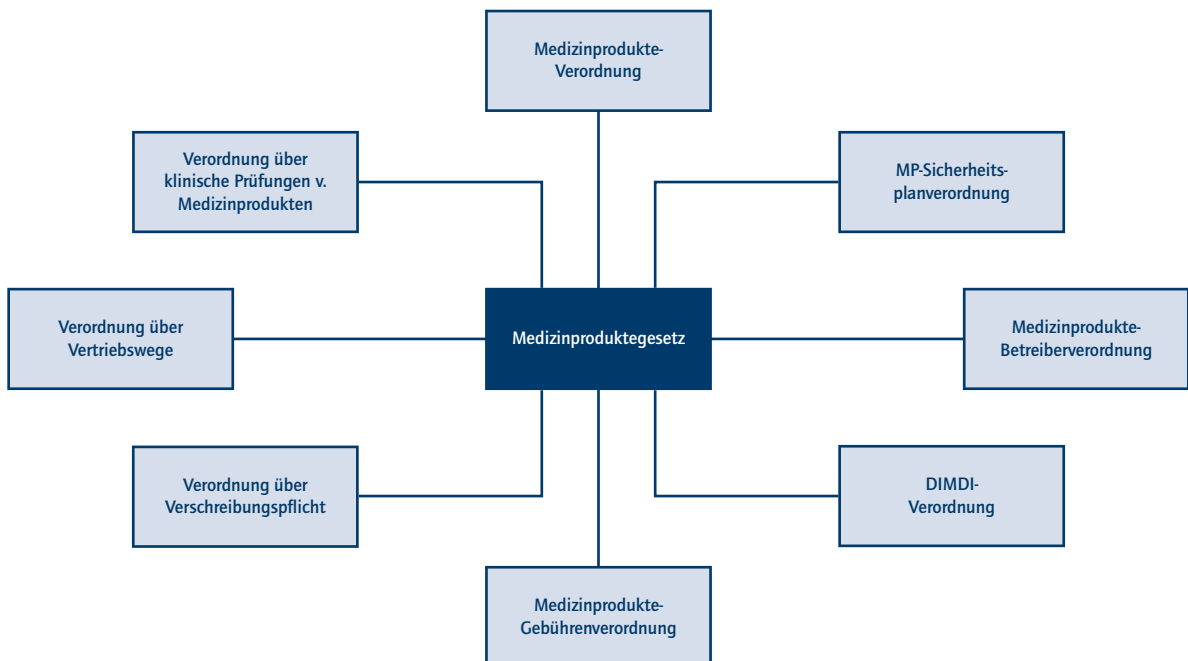 Medizinprodukte-
Verordnung
Verordnung über
klinische Prüfungen v.
Medizinprodukten
MP-Sicherheits-
planverordnung
Verordnung über
Vertriebswege
Medizinproduktegesetz
Medizinprodukte-
Betreiberverordnung
Verordnung über
Verschreibungspflicht
DIMDI-
Verordnung
Medizinprodukte-
Gebührenverordnung